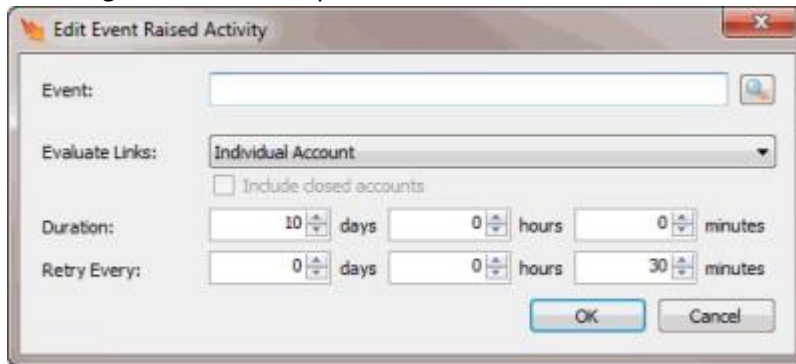 Edit Event Raised Activity
Event:
Evaluate Links: Individual Account
Include closed accounts
Duration: 10 days 0 hours 0 minutes
Retry Every: 0 days 0 hours 30 minutes
OK Cancel